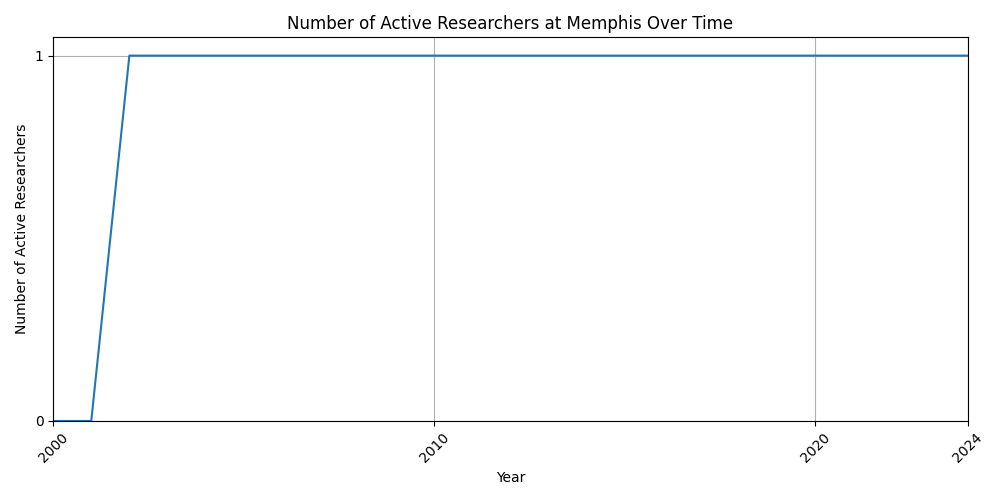 Number of Active Researchers at Memphis Over Time
Number of Active Researchers
1
0
2000
2010
2020
2024
Year